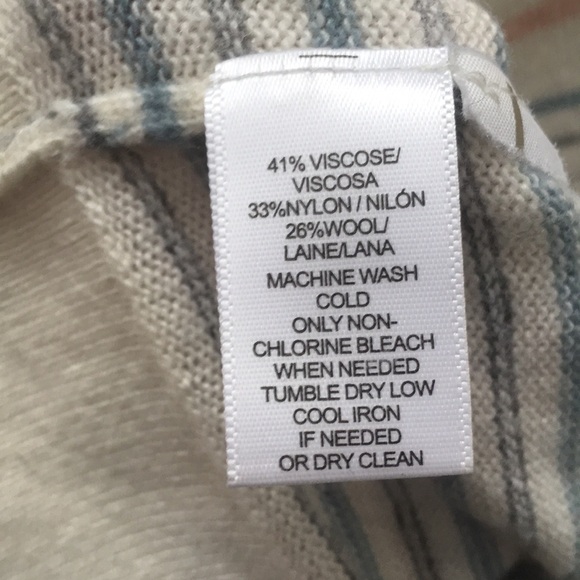 41% VISCOSE/
VISCOSA
33%NYLON / NILÓN
26%WOOL/
LAINE/LANA
MACHINE WASH
COLD
ONLY NON-
CHLORINE BLEACH
WHEN NEEDED
TUMBLE DRY LOW
COOL IRON
IF NEEDED
OR DRY CLEAN